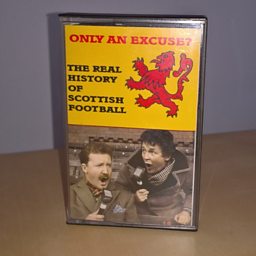 ONLY AN EXCUSE?
THE REAL
HISTORY
OF
SCOTTISH
FOOTBALL